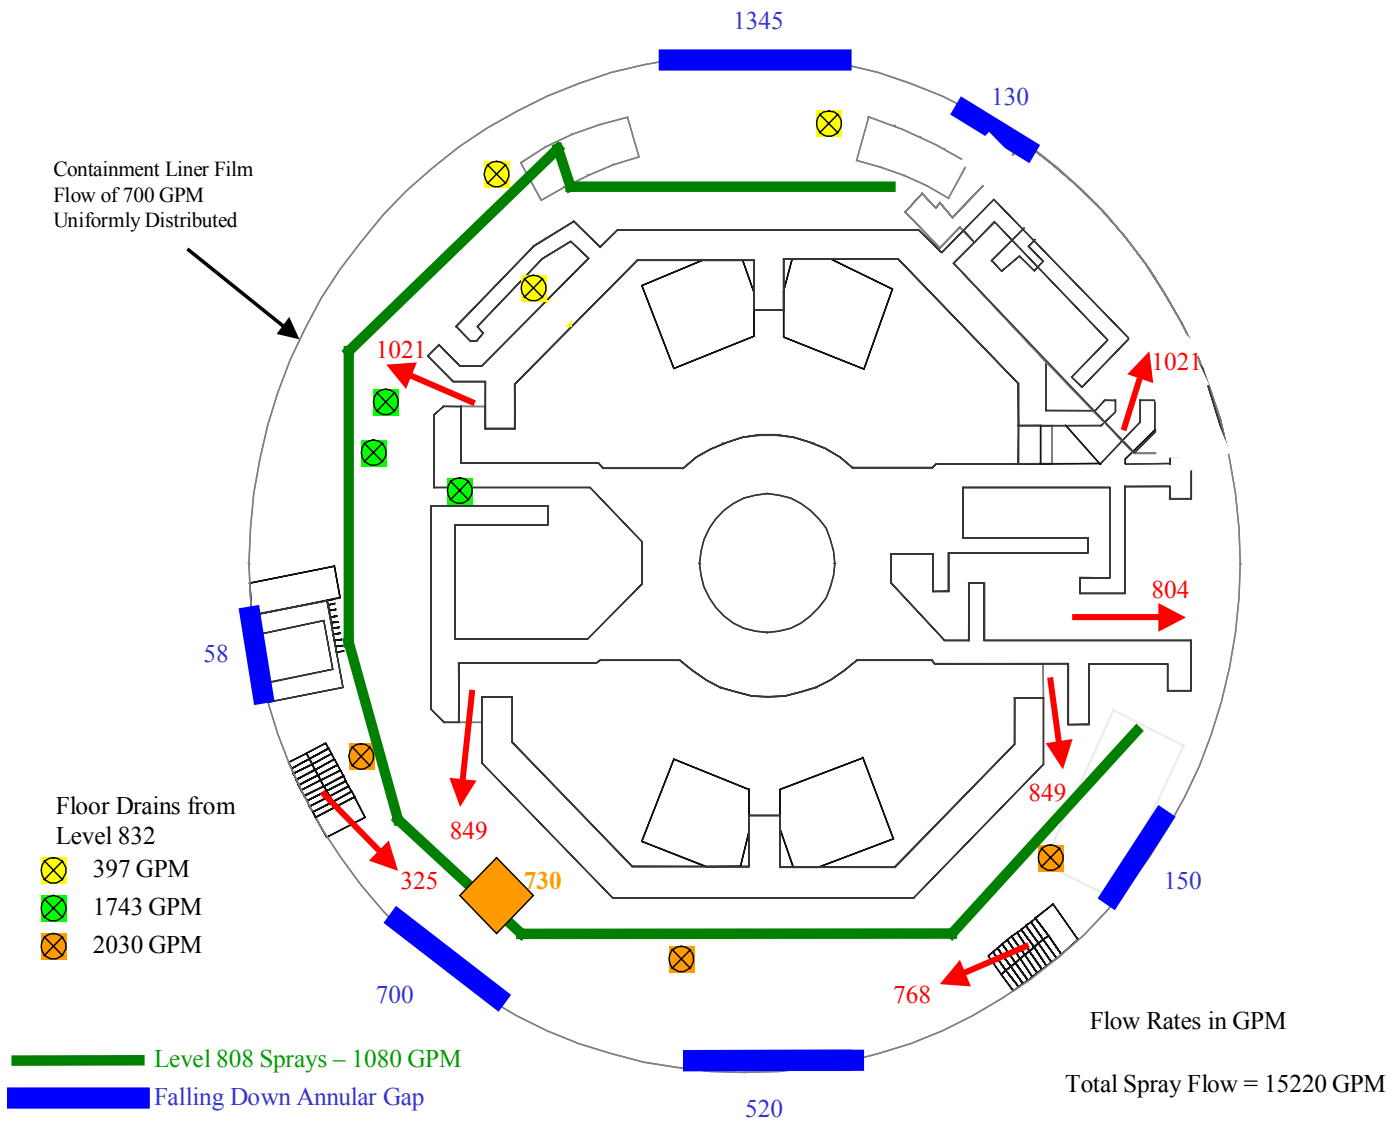 1345
130
Containment Liner Film
Flow of 700 GPM
Uniformly Distributed
1021
1021
804
58
849
849
Floor Drains from
Level 832
397 GPM
1743 GPM
2030 GPM
325
730
150
700
768
Flow Rates in GPM
Level 808 Sprays – 1080 GPM
Total Spray Flow = 15220 GPM
Falling Down Annular Gap
520